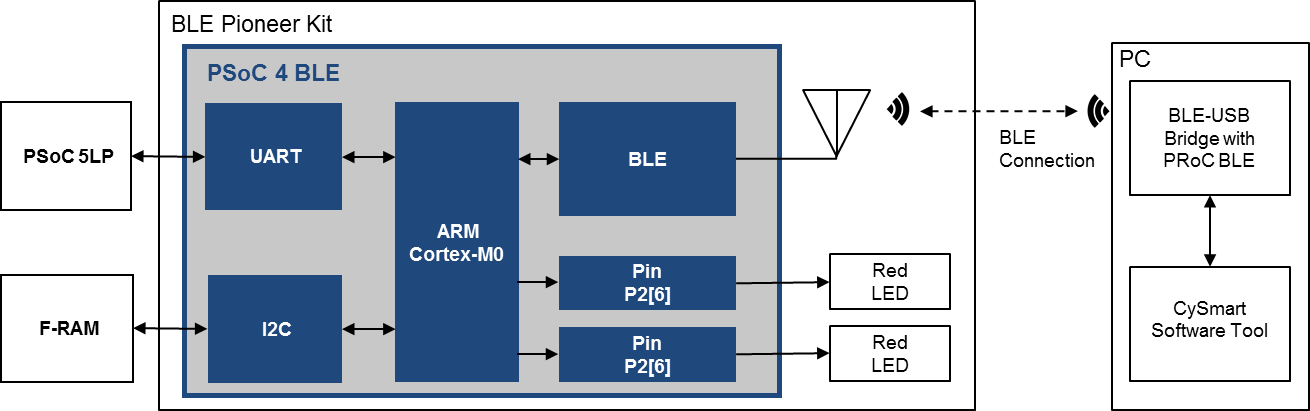 BLE Pioneer Kit
PSoC 4 BLE
PSoC 5LP
UART
BLE
ARM
Cortex-M0
F-RAM
I2C
Pin
P2[6]
Red
LED
Pin
P2[6]
Red
LED
BLE
Connection
PC
BLE-USB
Bridge with
PRoC BLE
CySmart
Software Tool